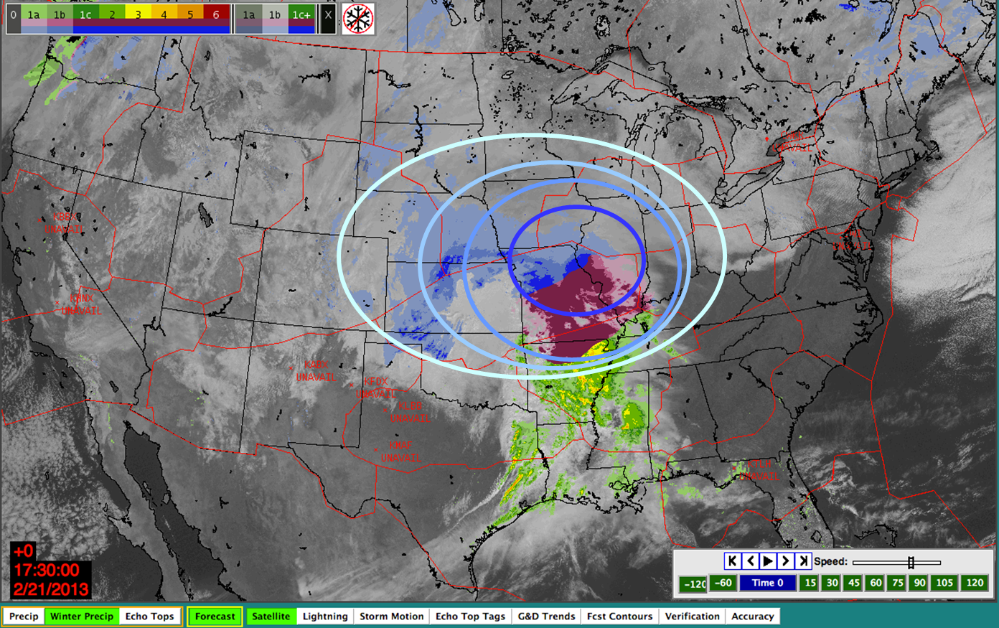 0 1a 1b 1c 2 3 4 5 6 1a 1b 1c+ X
UNAVAIL
KBBX
UNAVAIL
UNAVAIL
KHNX
UNAVAIL
KABX
UNAVAIL
KFDX
UNAVAIL
KLBB
UNAVAIL
KMAF
UNAVAIL
KTLH
UNAVAIL
+0
17:30:00
2/21/2013
Speed:
-120 -60 Time 0 15 30 45 60 75 90 105 120
Precip Winter Precip Echo Tops Forecast Satellite Lightning Storm Motion Echo Top Tags G&D Trends Fcst Contours Verification Accuracy